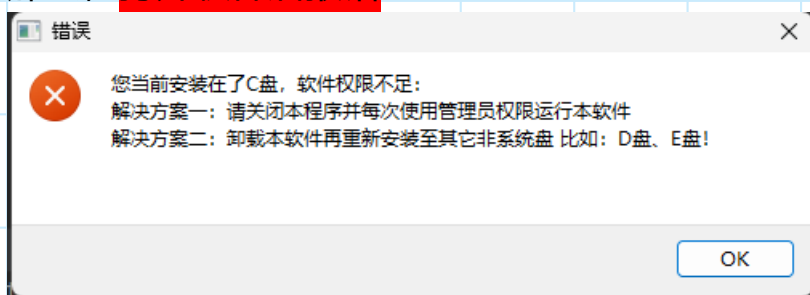 错误
您当前安装在了C盘，软件权限不足：
解决方案一：请关闭本程序并每次使用管理员权限运行本软件
解决方案二：卸载本软件再重新安装至其它非系统盘 比如：D盘、E盘!
OK